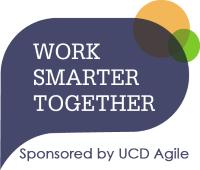 WORK
SMARTER
TOGETHER
Sponsored by UCD Agile